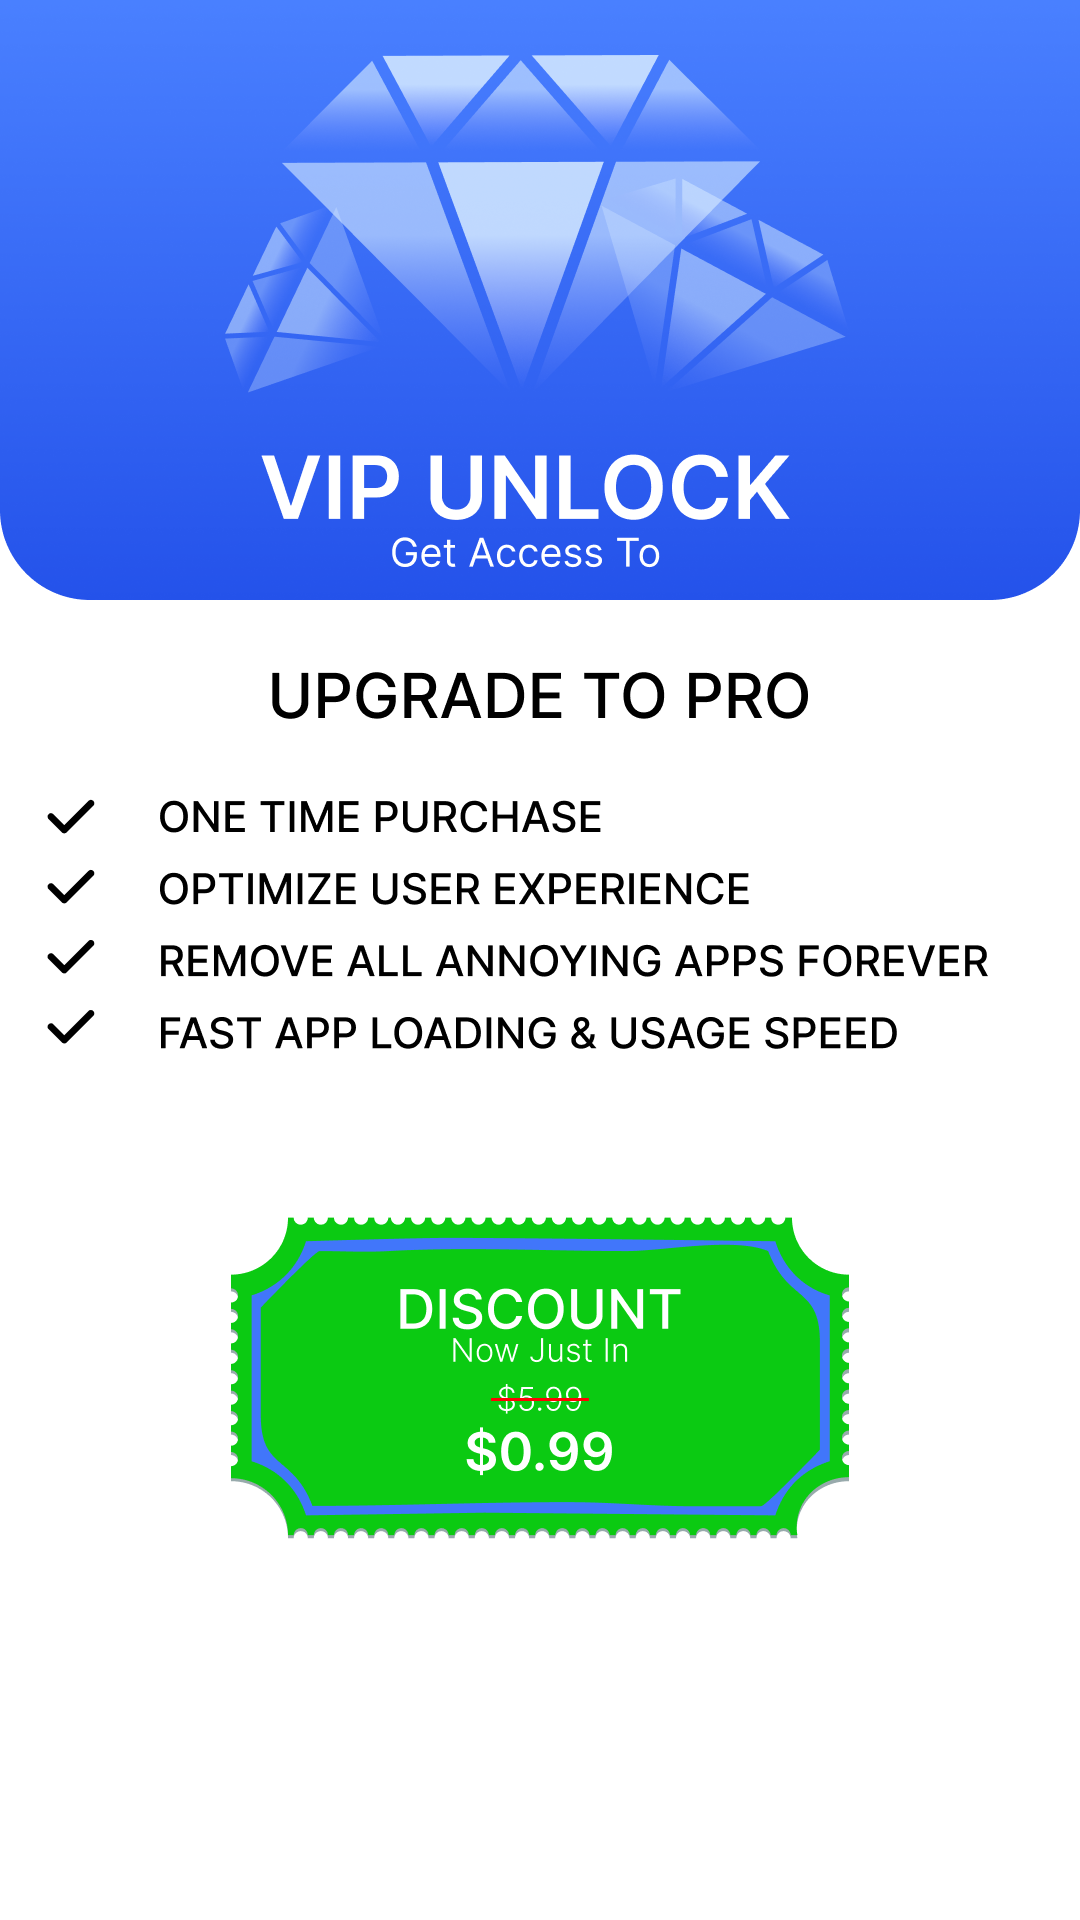 VIP UNLOCK
Get Access To
UPGRADE TO PRO
ONE TIME PURCHASE
OPTIMIZE USER EXPERIENCE
REMOVE ALL ANNOYING APPS FOREVER
FAST APP LOADING & USAGE SPEED
DISCOUNT
Now Just In
$5.99
$0.99